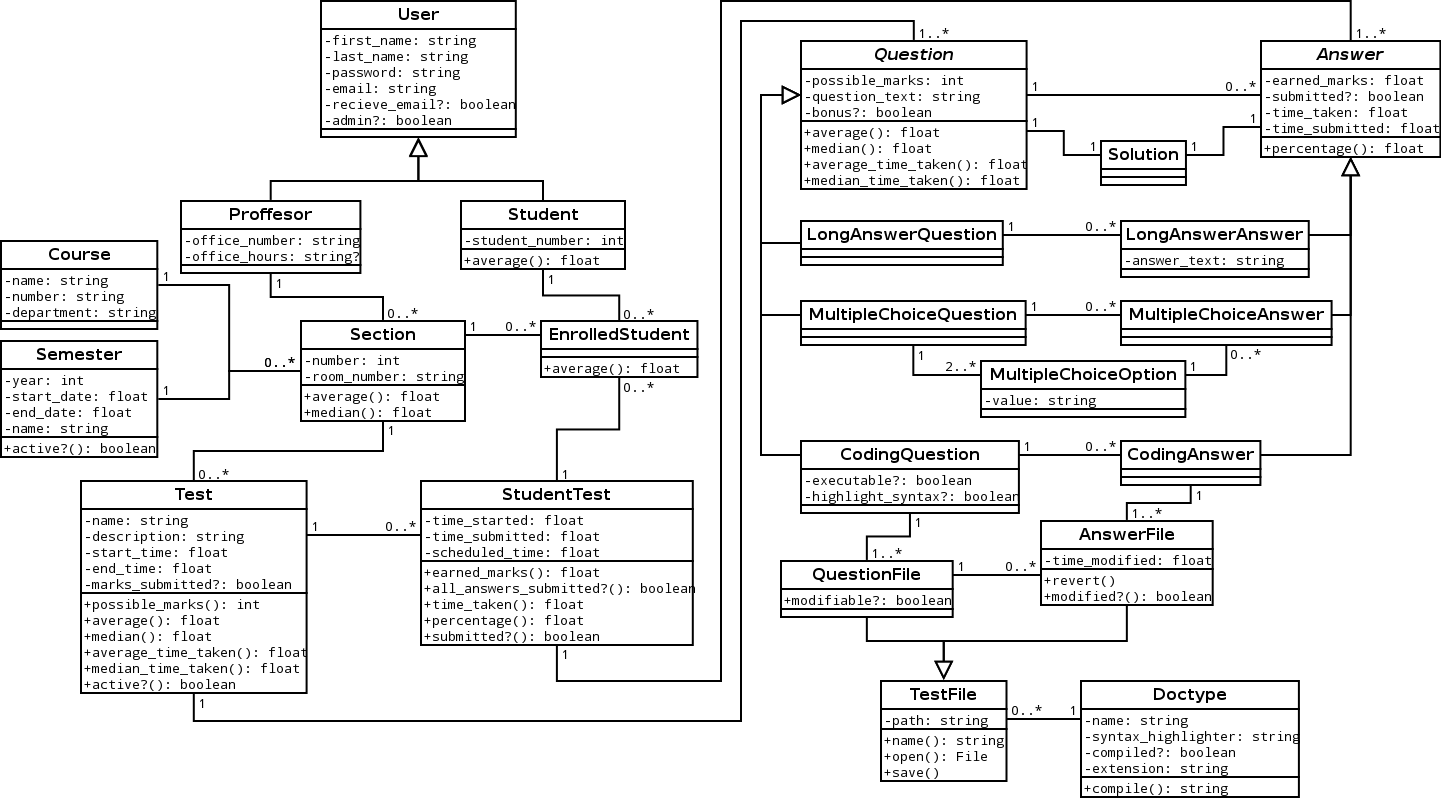 User
-first_name: string
-last_name: string
-password: string
-email: string
-recieve_email?: boolean
-admin?: boolean
Proffesor
-office_number: string
-office_hours: string?
Student
-student_number: int
+average(): float
Course
-name: string
-number: string
-department: string
Semester
-year: int
-start_date: float
-end_date: float
-name: string
+active?(): boolean
1
1
0..*
1
0..*
Section
-number: int
-room_number: string
+average(): float
+median(): float
1
0..*
1
0..*
EnrolledStudent
+average(): float
0..*
1
1
0..*
Test
-name: string
-description: string
-start_time: float
-end_time: float
-marks_submitted?: boolean
+possible_marks(): int
+average(): float
+median(): float
+average_time_taken(): float
+median_time_taken(): float
+active?(): boolean
1
1
0..*
StudentTest
-time_started: float
-time_submitted: float
-scheduled_time: float
+earned_marks(): float
+all_answers_submitted?(): boolean
+time_taken(): float
+percentage(): float
+submitted?(): boolean
1
1..*
Question
-possible_marks: int
-question_text: string
-bonus?: boolean
+average(): float
+median(): float
+average_time_taken(): float
+median_time_taken(): float
1
0..*
1
1
Solution
1
1
1..*
Answer
-earned_marks: float
-submitted?: boolean
-time_taken: float
-time_submitted: float
+percentage(): float
LongAnswerQuestion
1
0..*
LongAnswerAnswer
-answer_text: string
MultipleChoiceQuestion
1
0..*
MultipleChoiceAnswer
1
2..*
MultipleChoiceOption
-value: string
1
0..*
CodingQuestion
-executable?: boolean
-highlight_syntax?: boolean
1
0..*
CodingAnswer
1
1..*
1
1..*
QuestionFile
+modifiable?: boolean
1
0..*
AnswerFile
-time_modified: float
+revert()
+modified?(): boolean
TestFile
-path: string
+name(): string
+open(): File
+save()
0..*
1
Doctype
-name: string
-syntax_highlighter: string
-compiled?: boolean
-extension: string
+compile(): string